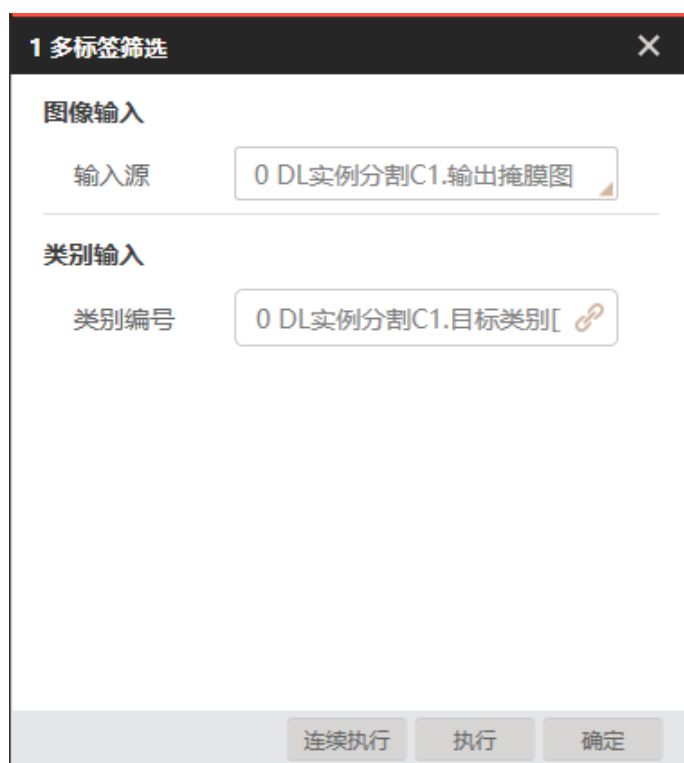 1 多标签筛选
图像输入
输入源 0 DL实例分割C1.输出掩膜图
类别输入
类别编号 0 DL实例分割C1.目标类别[
连续执行 执行 确定